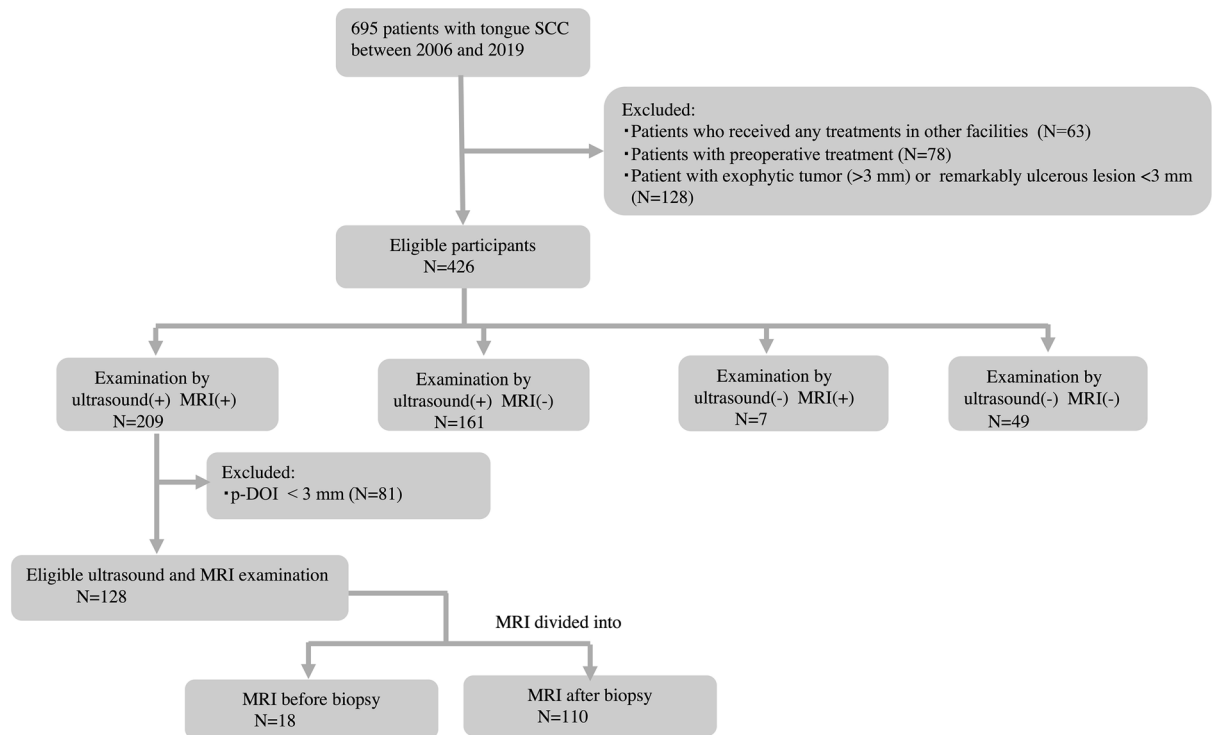 695 patients with tongue SCC
between 2006 and 2019
Excluded:
・Patients who received any treatments in other facilities (N=63)
・Patients with preoperative treatment (N=78)
・Patient with exophytic tumor (>3 mm) or remarkably ulcerous lesion <3 mm
(N=128)
Eligible participants
N=426
Examination by
ultrasound(+) MRI(+)
N=209
Examination by
ultrasound(+) MRI(-)
N=161
Examination by
ultrasound(-) MRI(+)
N=7
Examination by
ultrasound(-) MRI(-)
N=49
Excluded:
・p-DOI < 3 mm (N=81)
Eligible ultrasound and MRI examination
N=128
MRI divided into
MRI before biopsy
N=18
MRI after biopsy
N=110